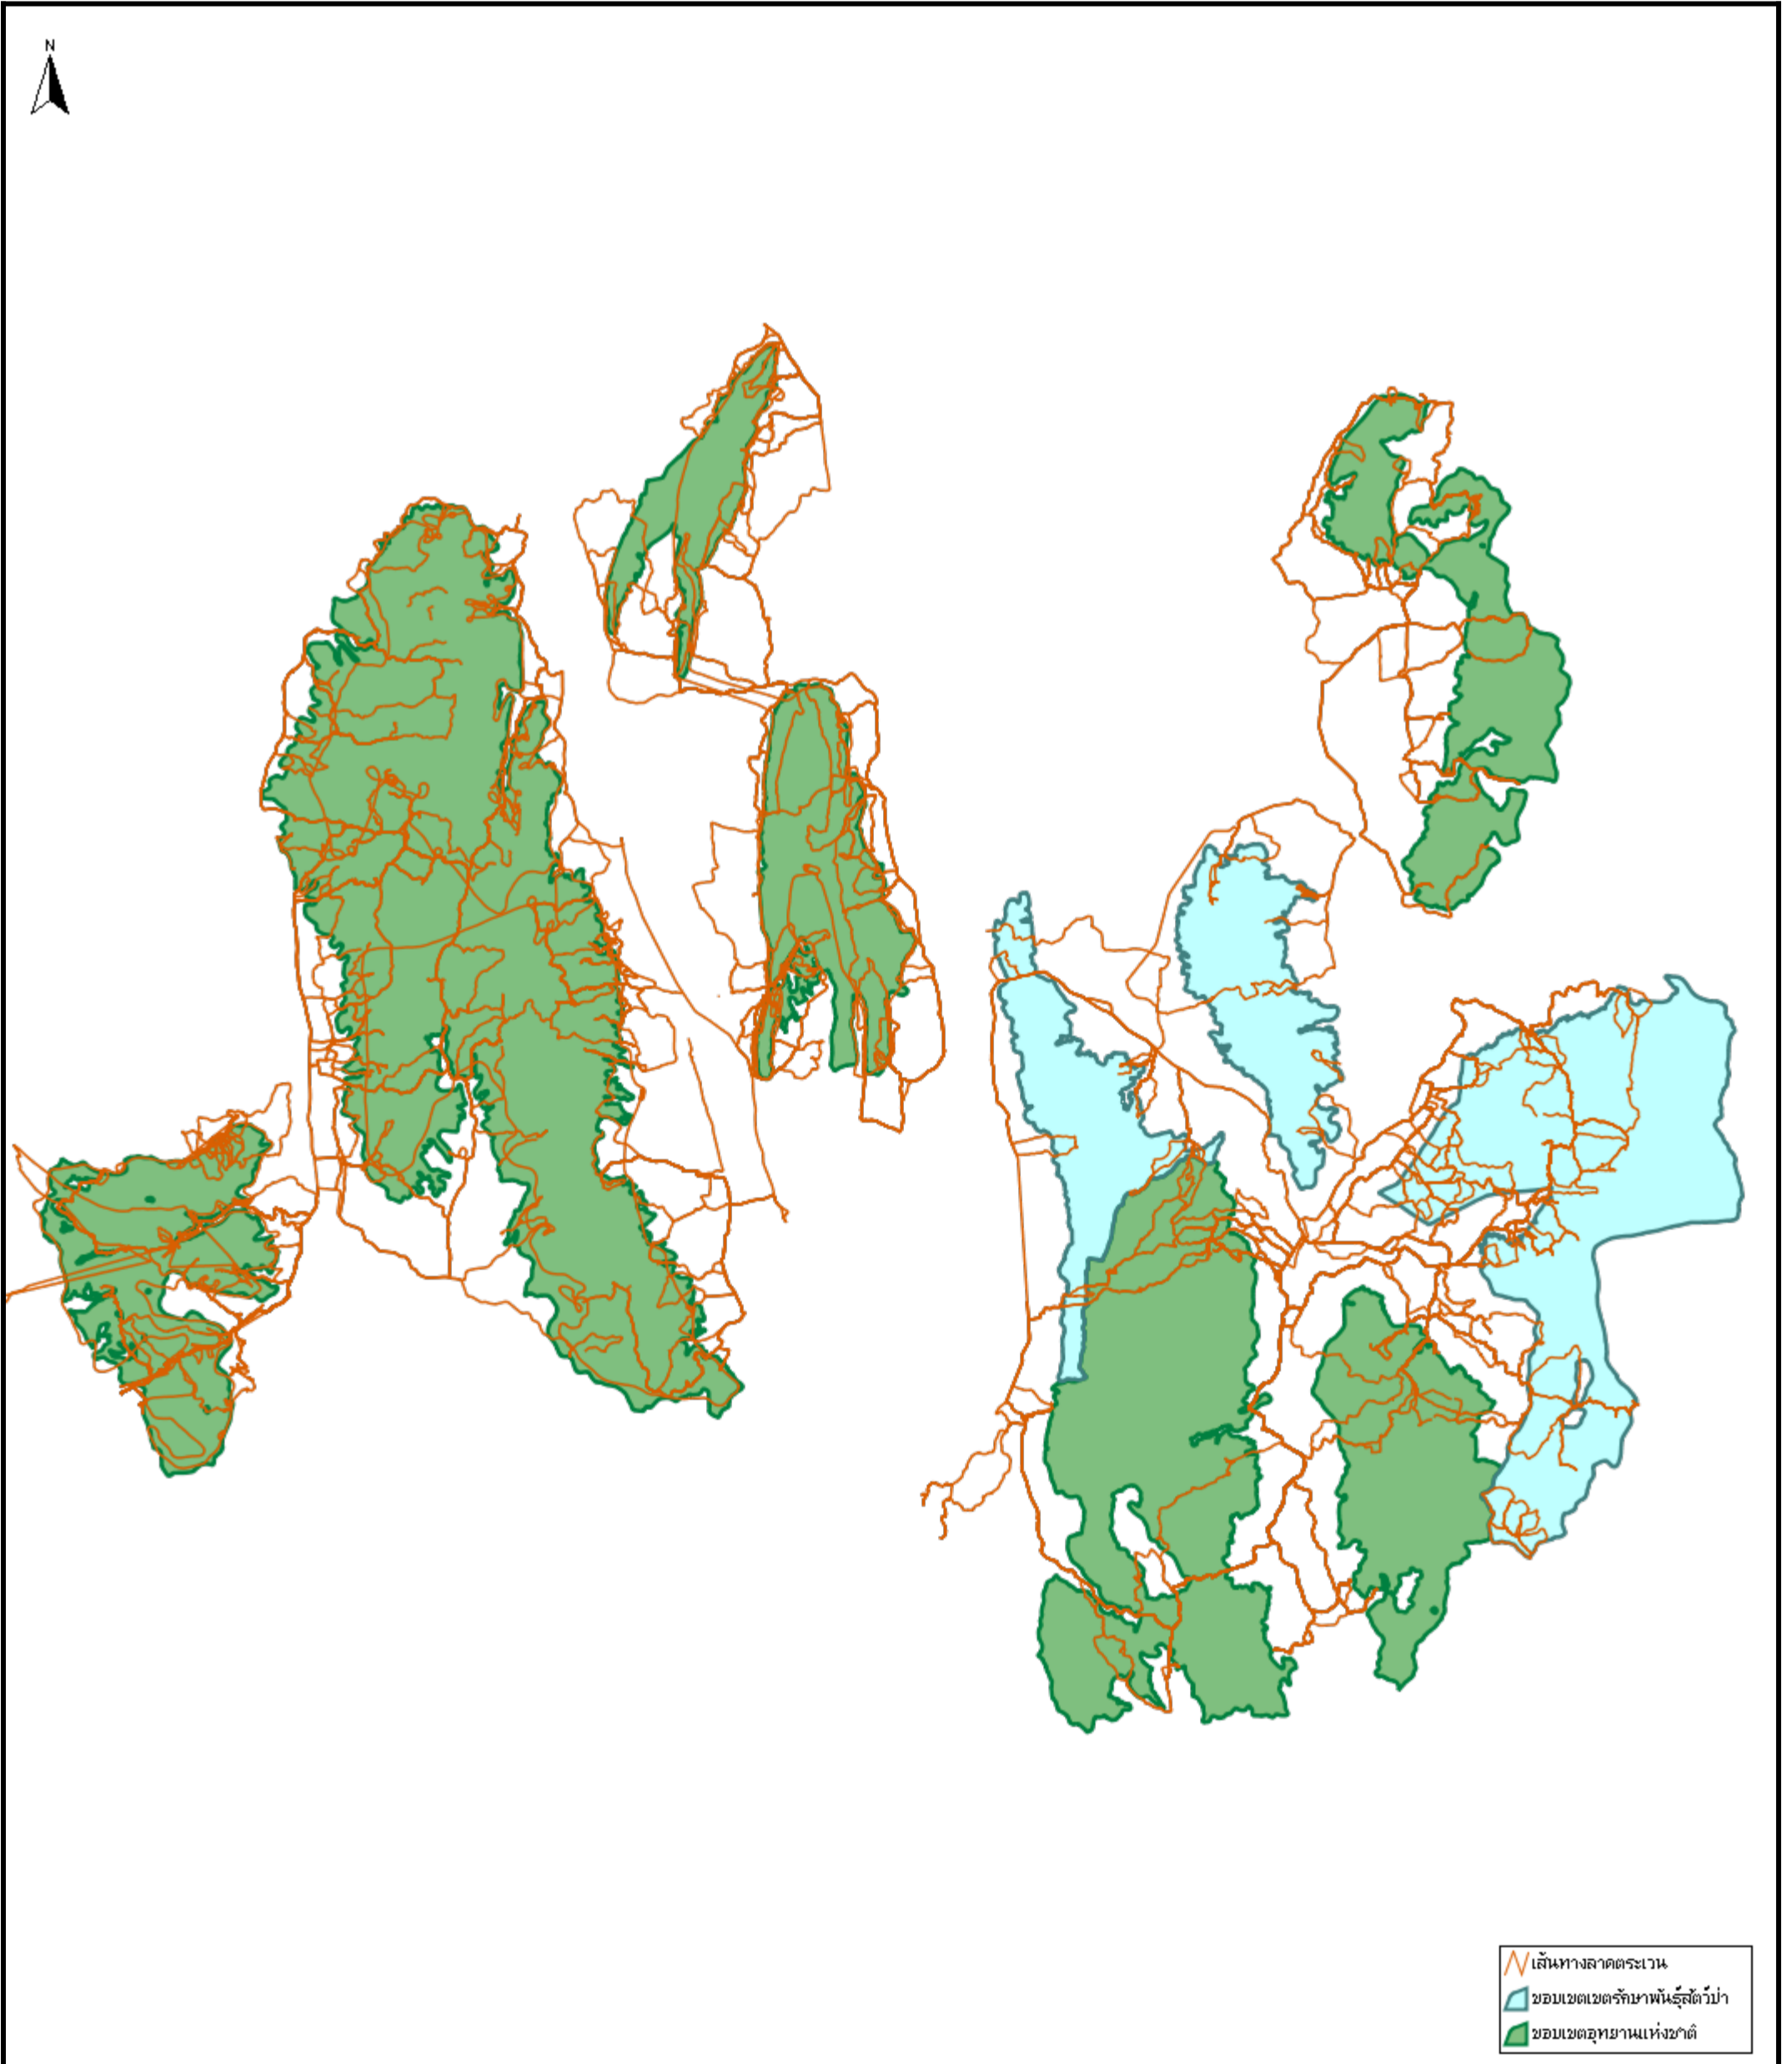 N
เส้นทางลาดตระเวน
ขอบเขตเขตรักษาพันธุ์สัตว์ป่า
ขอบเขตอุทยานแห่งชาติ